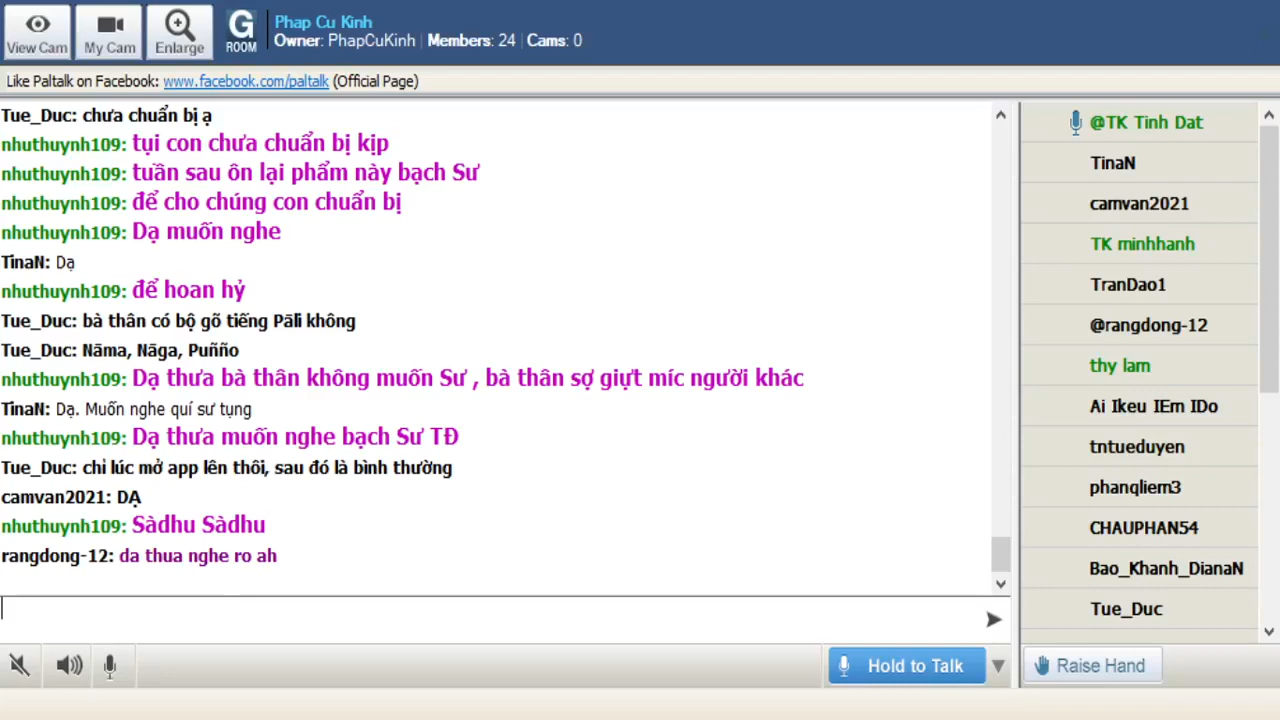 View Cam
My Cam
Enlarge
G
ROOM
Phap Cu Kinh
Owner: PhapCuKinh | Members: 24 | Cams: 0
Like Paltalk on Facebook: www.facebook.com/paltalk (Official Page)
Tue_Duc: chưa chuẩn bị ạ
nhuthuynh109: tụi con chưa chuẩn bị kịp
nhuthuynh109: tuần sau ôn lại phẩm này bạch Sư
nhuthuynh109: để cho chúng con chuẩn bị
nhuthuynh109: Dạ muốn nghe
TinaN: Dạ
nhuthuynh109: để hoan hỷ
Tue_Duc: bà thân có bộ gõ tiếng Pāli không
Tue_Duc: Nāma, Nāga, Puñño
nhuthuynh109: Dạ thưa bà thân không muốn Sư , bà thân sợ giựt míc người khác
TinaN: Dạ. Muốn nghe quí sư tụng
nhuthuynh109: Dạ thưa muốn nghe bạch Sư TĐ
Tue_Duc: chỉ lúc mở app lên thôi, sau đó là bình thường
camvan2021: DẠ
nhuthuynh109: Sàdhu Sàdhu
rangdong-12: da thua nghe ro ah
@TK Tinh Dat
TinaN
camvan2021
TK minhhanh
TranDao1
@rangdong-12
thy lam
Ai Ikeu IEm IDo
tntueduyen
phanqliem3
CHAUPHAN54
Bao_Khanh_DianaN
Tue_Duc
Hold to Talk
Raise Hand